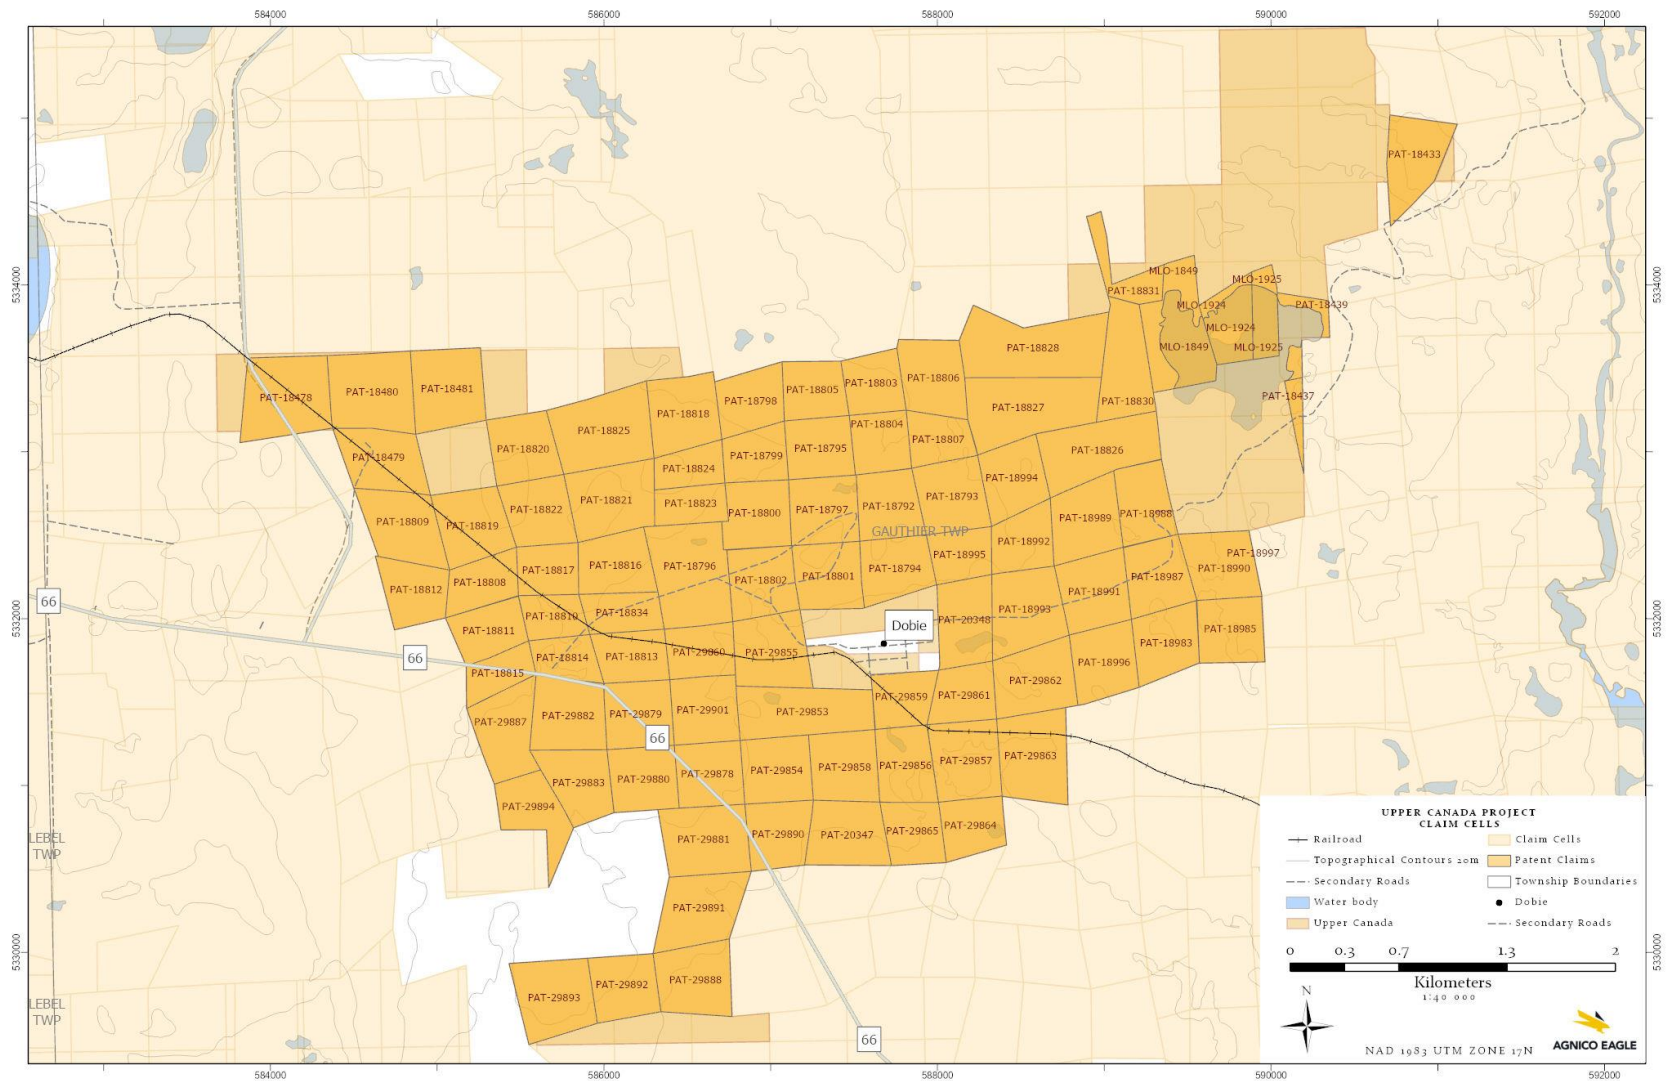 584000
586000
588000
590000
592000
PAT-18433
5334000
5334000
MLO-1849
MLO-1925
PAT-18831
MLO-1924
PAT-18439
MLO-1924
MLO-1849
MLO-1925
PAT-18828
PAT-18478
PAT-18480
PAT-18481
PAT-18818
PAT-18798
PAT-18805
PAT-18803
PAT-18806
PAT-18437
PAT-18830
PAT-18827
PAT-18825
PAT-18804
PAT-18820
PAT-18795
PAT-18807
PAT-18826
PAT-18479
PAT-18799
PAT-18824
PAT-18994
PAT-18821
PAT-18823
PAT-18793
PAT-18822
PAT-18800
PAT-18797
PAT-18792
PAT-18989
PAT-18988
PAT-18809
PAT-18819
GAUTHIER TWP
PAT-18992
PAT-18997
PAT-18995
PAT-18817
PAT-18816
PAT-18796
PAT-18794
PAT-18990
PAT-18812
PAT-18808
PAT-18802
PAT-18801
PAT-18987
PAT-18991
66
5332000
5332000
PAT-18810
PAT-18834
PAT-18993
PAT-20348
Dobie
PAT-18811
PAT-18985
PAT-18983
66
PAT-18814
PAT-18813
PAT-29860
PAT-29855
PAT-18996
PAT-18815
PAT-29862
PAT-29859
PAT-29861
PAT-29887
PAT-29882
PAT-29879
PAT-29901
PAT-29853
66
PAT-29863
PAT-29883
PAT-29880
PAT-29878
PAT-29854
PAT-29858
PAT-29856
PAT-29857
PAT-29894
LEBEL
TWP
PAT-29881
PAT-29890
PAT-20347
PAT-29865
PAT-29864
PAT-29891
5330000
5330000
PAT-29893
PAT-29892
PAT-29888
LEBEL
TWP
66
UPPER CANADA PROJECT
CLAIM CELLS
Railroad
Claim Cells
Topographical Contours 20m
Patent Claims
Secondary Roads
Township Boundaries
Water body
Dobie
Upper Canada
Secondary Roads
0 0.3 0.7 1.3 2
Kilometers
1:40 000
N
AGNICO EAGLE
NAD 1983 UTM ZONE 17N
584000
586000
588000
590000
592000